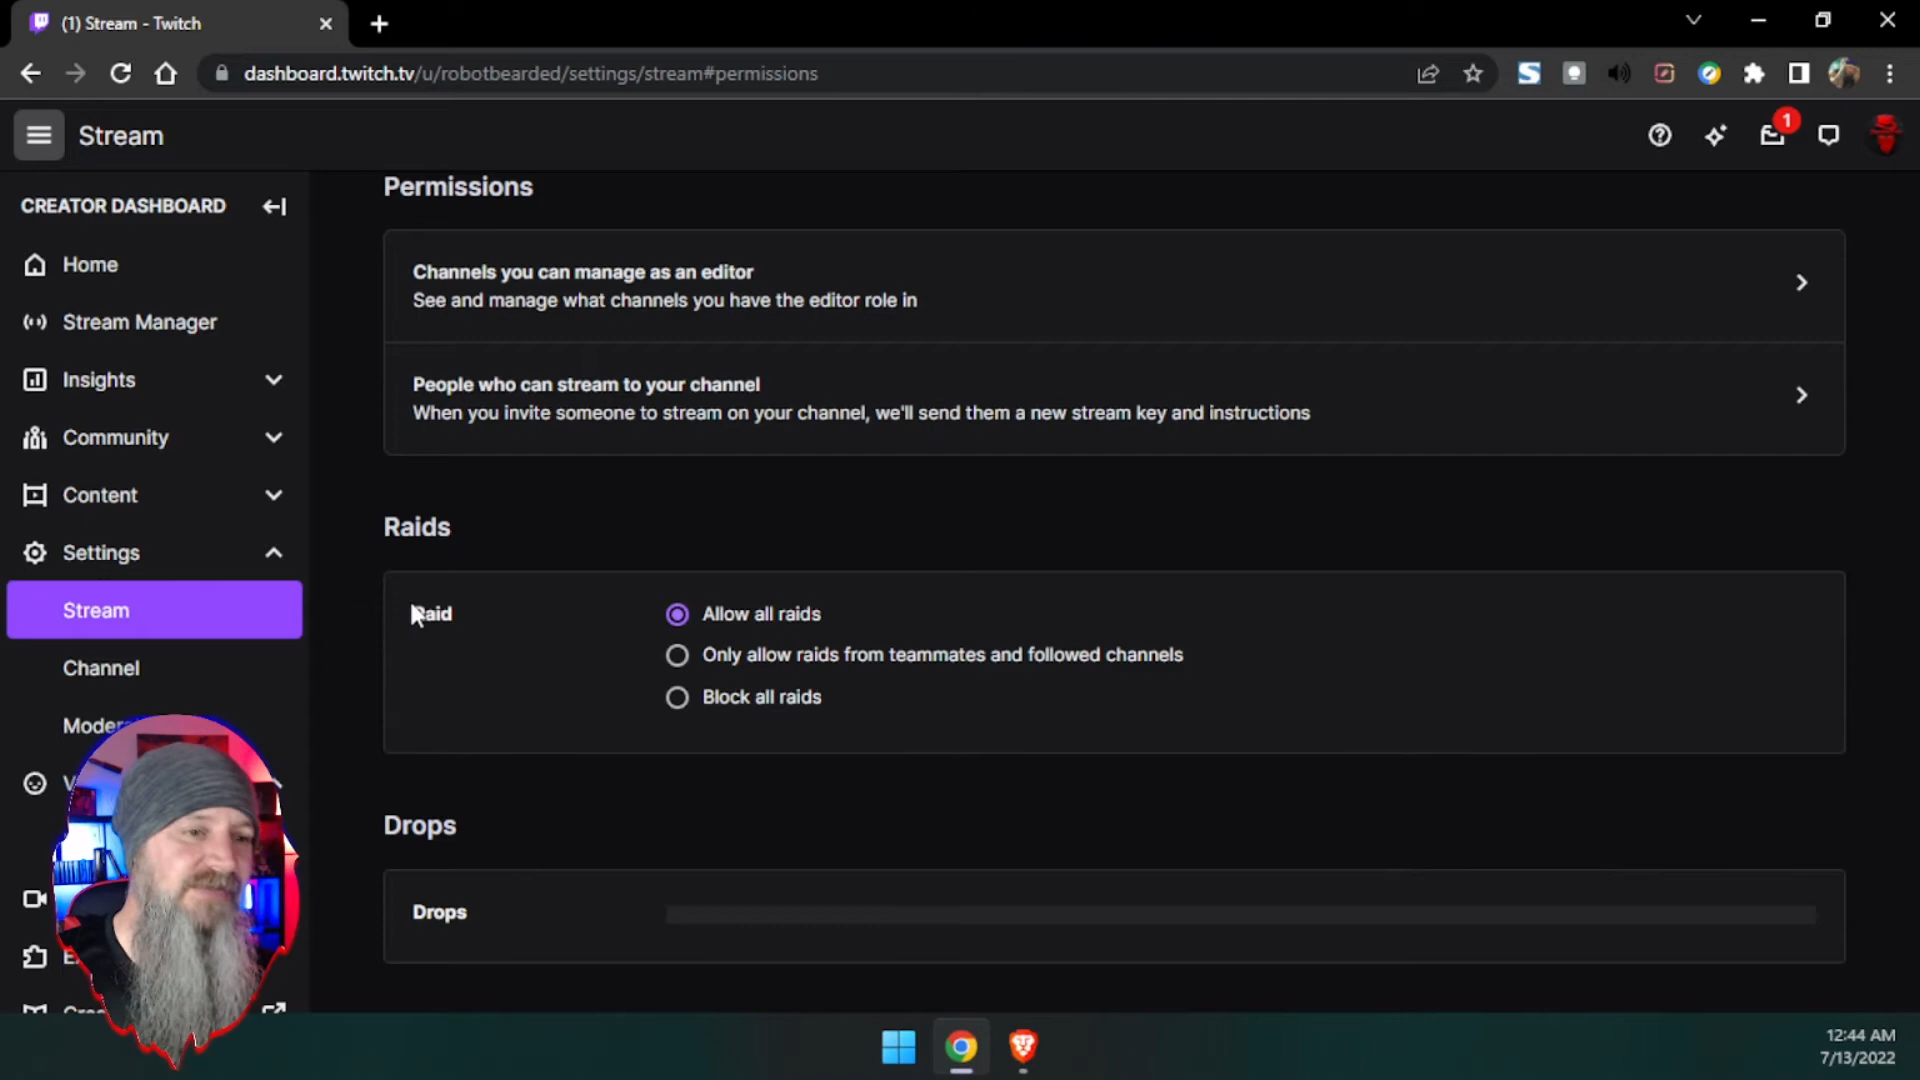 (1) Stream - Twitch
dashboard.twitch.tv/u/robotbearded/settings/stream#permissions
Stream
1
CREATOR DASHBOARD
Home
Stream Manager
Insights
Community
Content
Settings
Stream
Channel
Permissions
Channels you can manage as an editor
See and manage what channels you have the editor role in
People who can stream to your channel
When you invite someone to stream on your channel, we'll send them a new stream key and instructions
Raids
Raid
Allow all raids
Only allow raids from teammates and followed channels
Block all raids
Drops
Drops
12:44 AM
7/13/2022